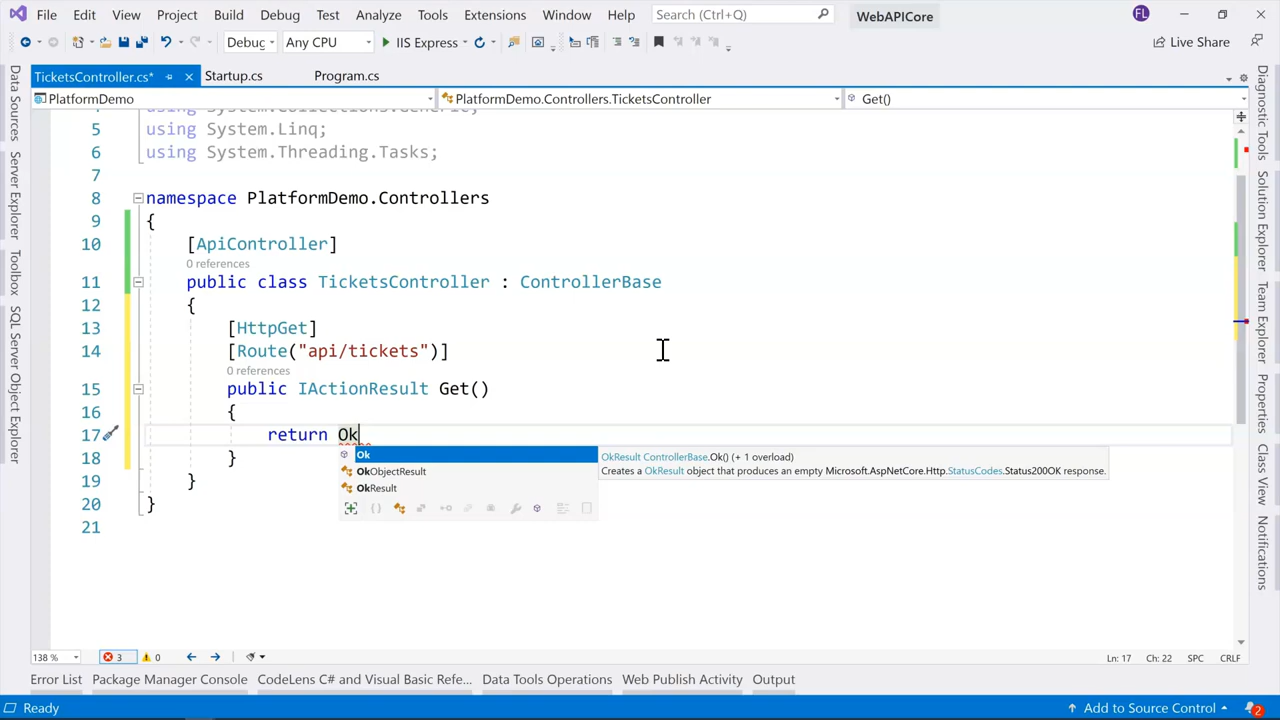 File Edit View Project Build Debug Test Analyze Tools Extensions Window Help Search (Ctrl+Q) WebAPICore FL
Debug Any CPU IIS Express Live Share
TicketsController.cs* Startup.cs Program.cs
PlatformDemo PlatformDemo.Controllers.TicketsController Get()
4 using System.Collections.Generic;
5 using System.Linq;
6 using System.Threading.Tasks;
7
8 namespace PlatformDemo.Controllers
9 {
10 [ApiController]
0 references
11 public class TicketsController : ControllerBase
12 {
13 [HttpGet]
14 [Route("api/tickets")]
0 references
15 public IActionResult Get()
16 {
17 return Ok
18 }
19 }
20 }
21
Ok
OkObjectResult
OkResult
OkResult ControllerBase.Ok() (+ 1 overload)
Creates a OkResult object that produces an empty Microsoft.AspNetCore.Http.StatusCodes.Status200OK response.
Data Sources
Server Explorer
Toolbox
SQL Server Object Explorer
Diagnostic Tools
Solution Explorer
Team Explorer
Properties
Class View
Notifications
138 % 3 0 Ln: 17 Ch: 22 SPC CRLF
Error List Package Manager Console CodeLens C# and Visual Basic Refe... Data Tools Operations Web Publish Activity Output
Ready Add to Source Control 2